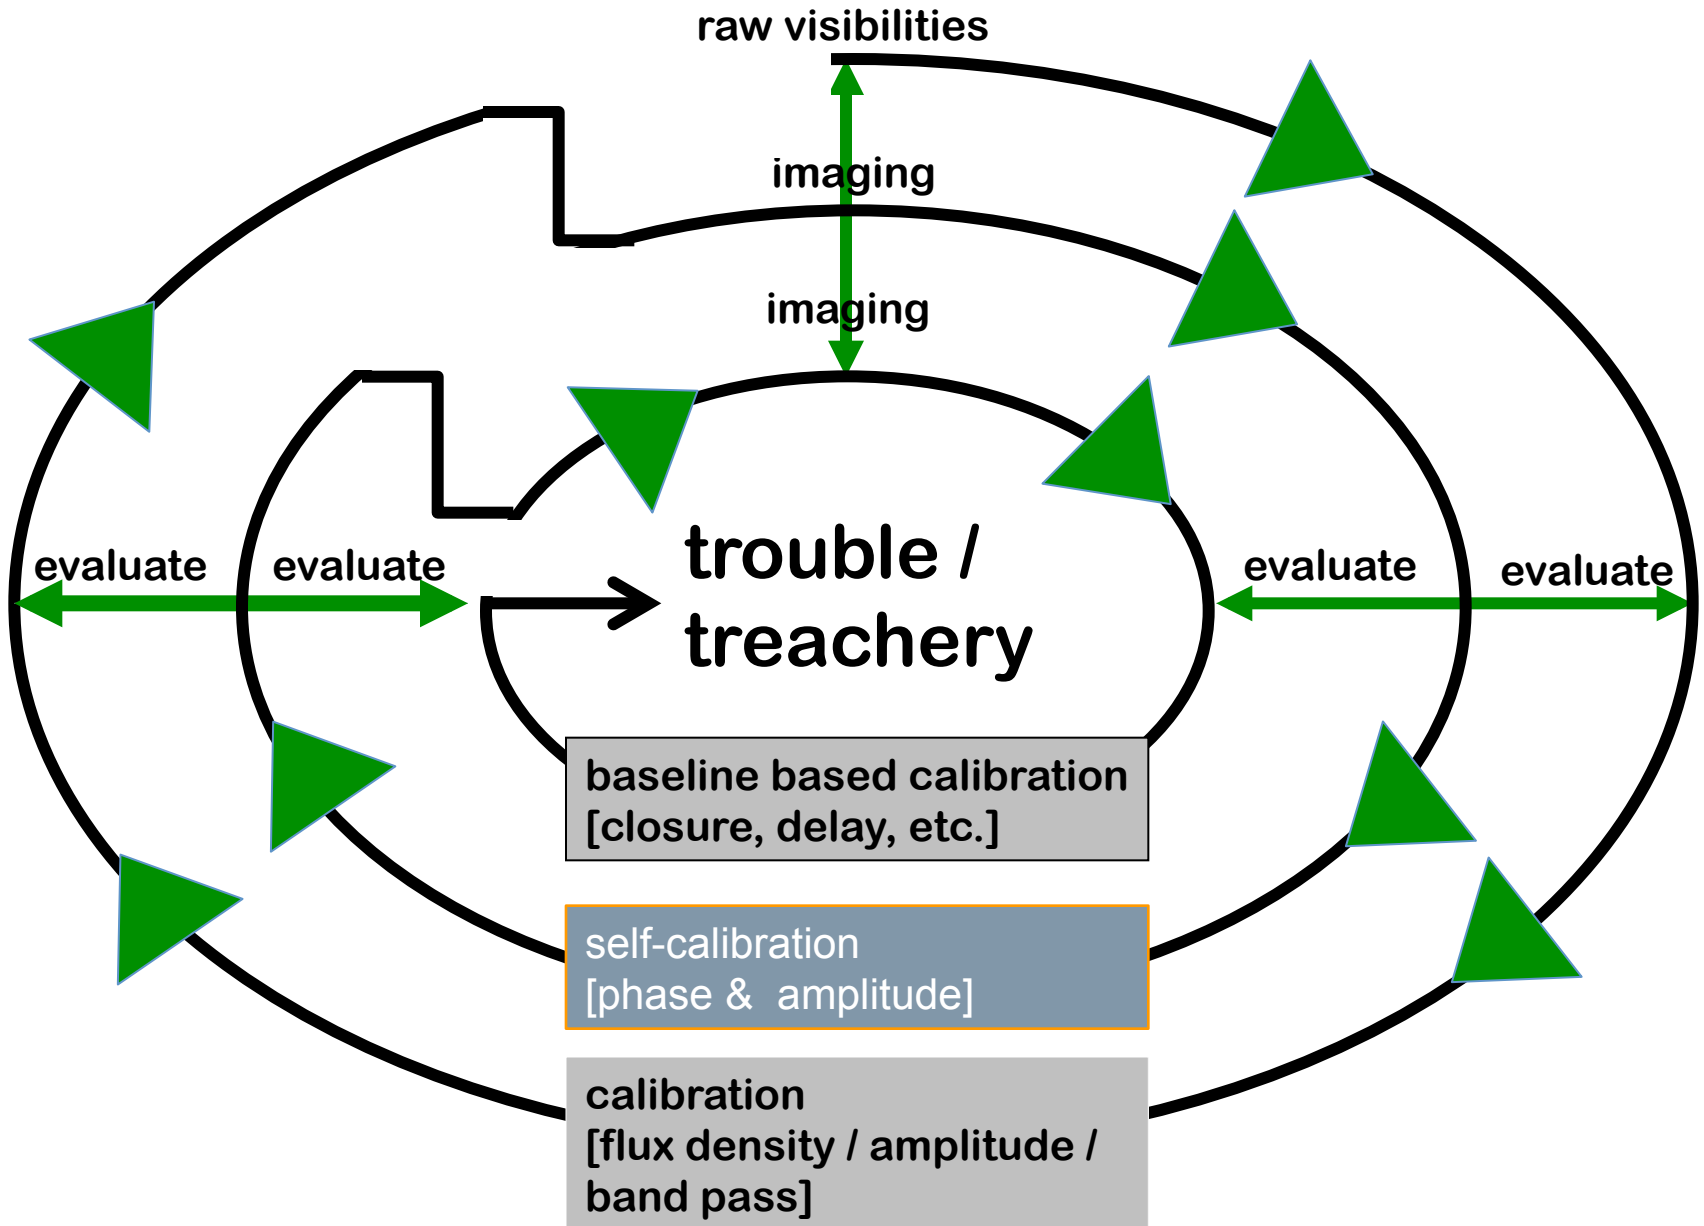 raw visibilities
imaging
imaging
evaluate
evaluate
evaluate
evaluate
trouble /
treachery
baseline based calibration
[closure, delay, etc.]
self-calibration
[phase &  amplitude]
calibration
[flux density / amplitude /
band pass]